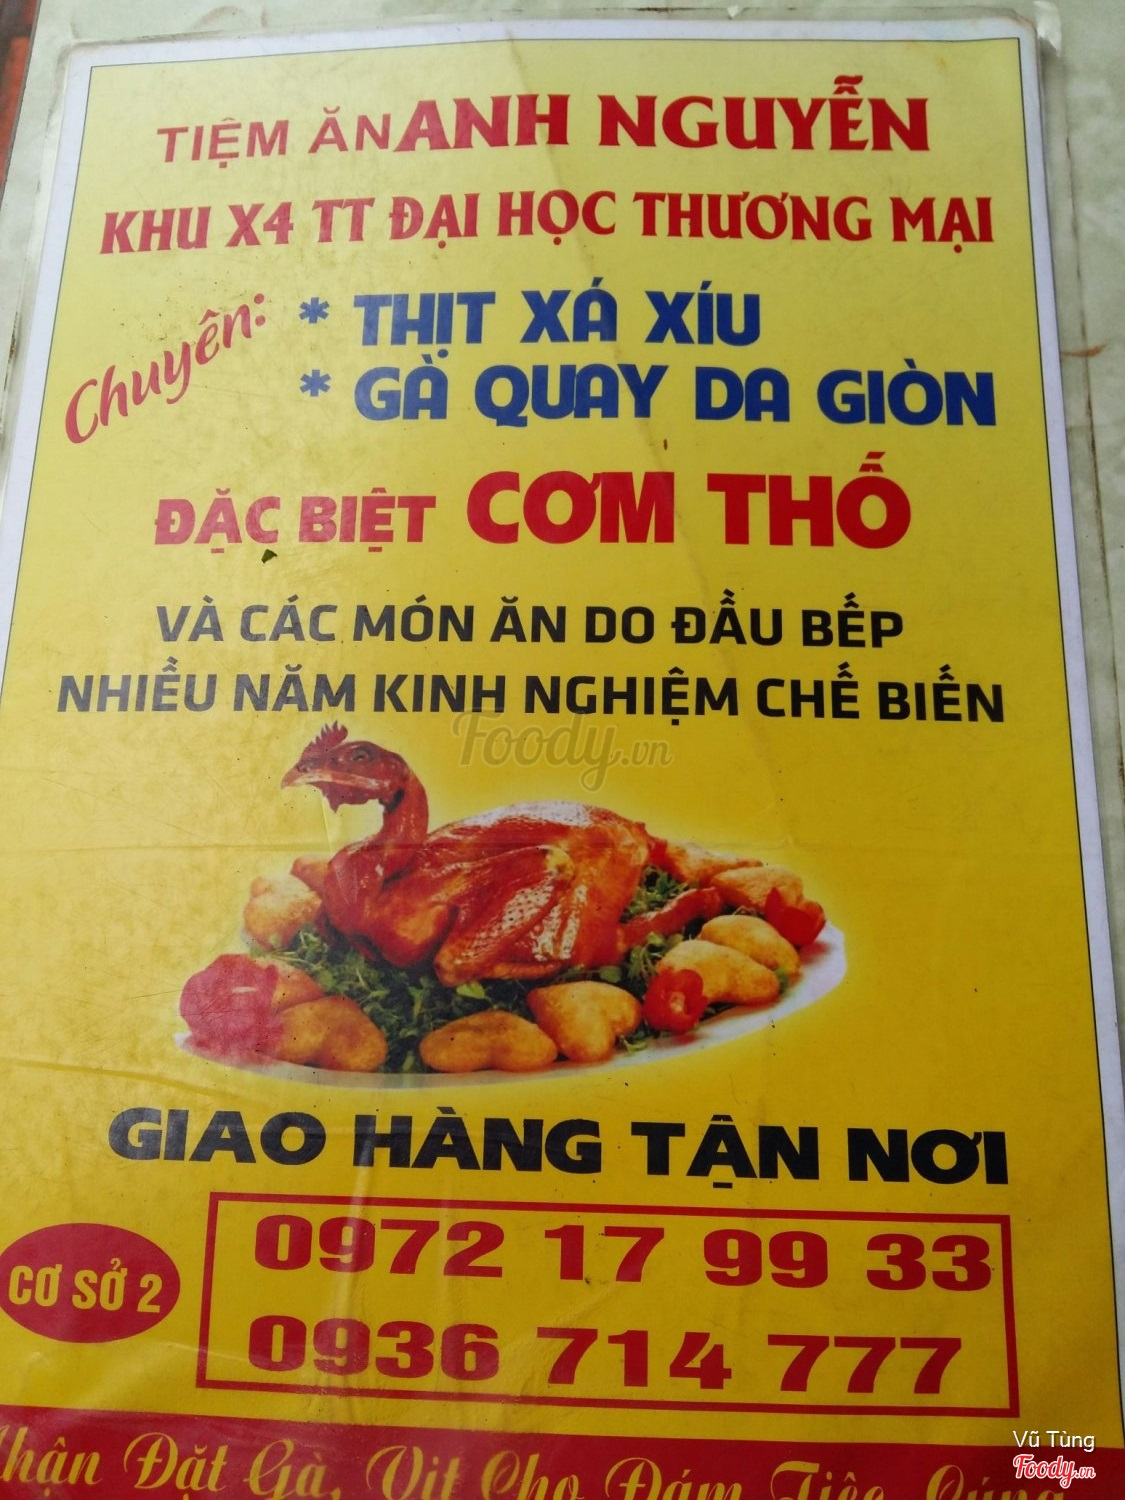 TIỆM ĂN ANH NGUYỄN
KHU X4 TT ĐẠI HỌC THƯƠNG MẠI
Chuyên:
* THỊT XÁ XÍU
* GÀ QUAY DA GIÒN
ĐẶC BIỆT CƠM THỐ
VÀ CÁC MÓN ĂN DO ĐẦU BẾP
NHIỀU NĂM KINH NGHIỆM CHẾ BIẾN
Foody.vn
GIAO HÀNG TẬN NƠI
CƠ SỞ 2
0972 17 99 33
0936 714 777
Nhận Đặt Gà, Vịt Cho Đám Tiệc, Cúng
Vũ Tùng
Foody.vn